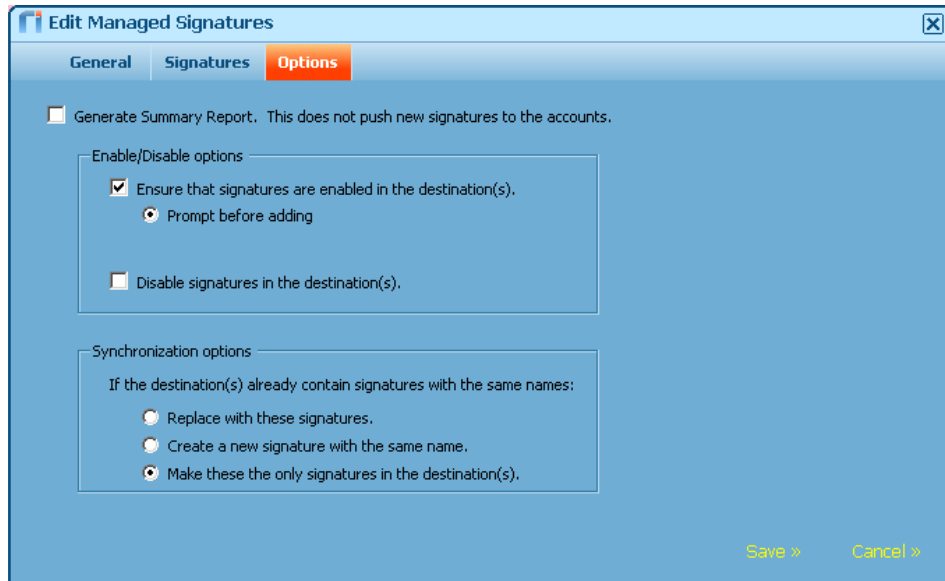 Edit Managed Signatures
General Signatures Options
Generate Summary Report. This does not push new signatures to the accounts.
Enable/Disable options
Ensure that signatures are enabled in the destination(s).
Prompt before adding
Disable signatures in the destination(s).
Synchronization options
If the destination(s) already contain signatures with the same names:
Replace with these signatures.
Create a new signature with the same name.
Make these the only signatures in the destination(s).
Save » Cancel »